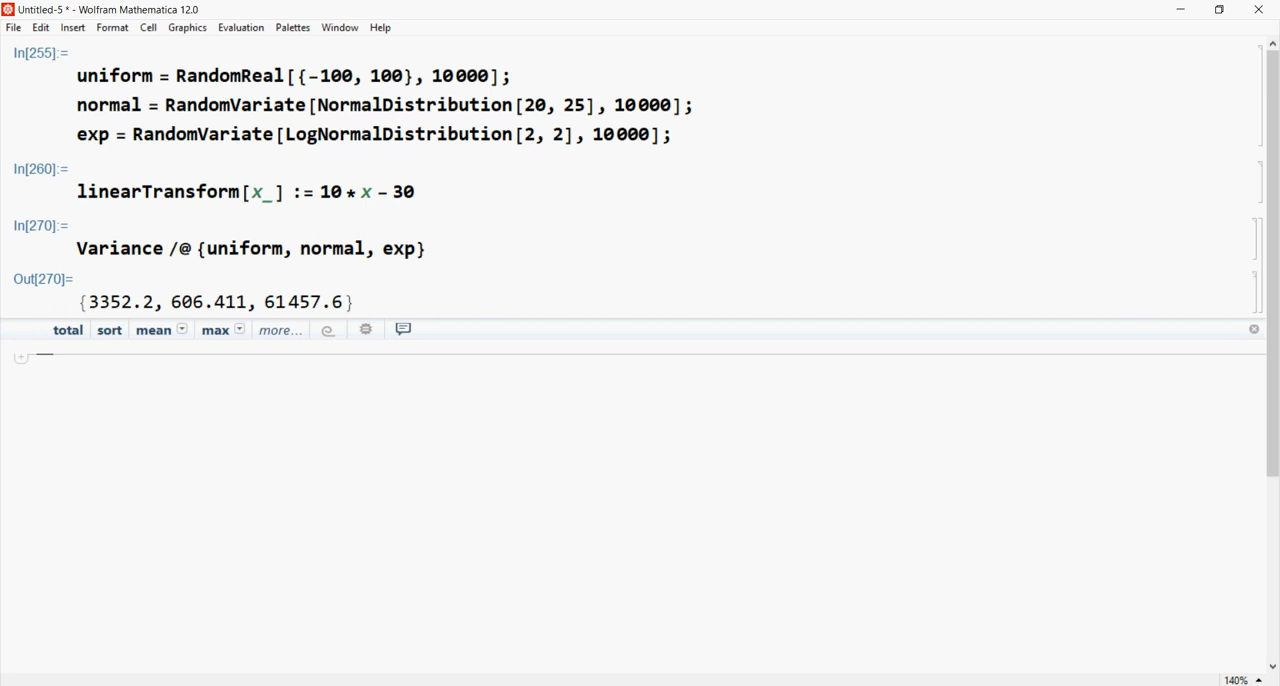 Untitled-5 * - Wolfram Mathematica 12.0
File Edit Insert Format Cell Graphics Evaluation Palettes Window Help
In[255]:=
uniform = RandomReal[{-100, 100}, 10000];
normal = RandomVariate[NormalDistribution[20, 25], 10000];
exp = RandomVariate[LogNormalDistribution[2, 2], 10000];
In[260]:=
linearTransform[x_] := 10 * x - 30
In[270]:=
Variance /@ {uniform, normal, exp}
Out[270]=
{3352.2, 606.411, 61457.6}
total sort mean max more...
140%